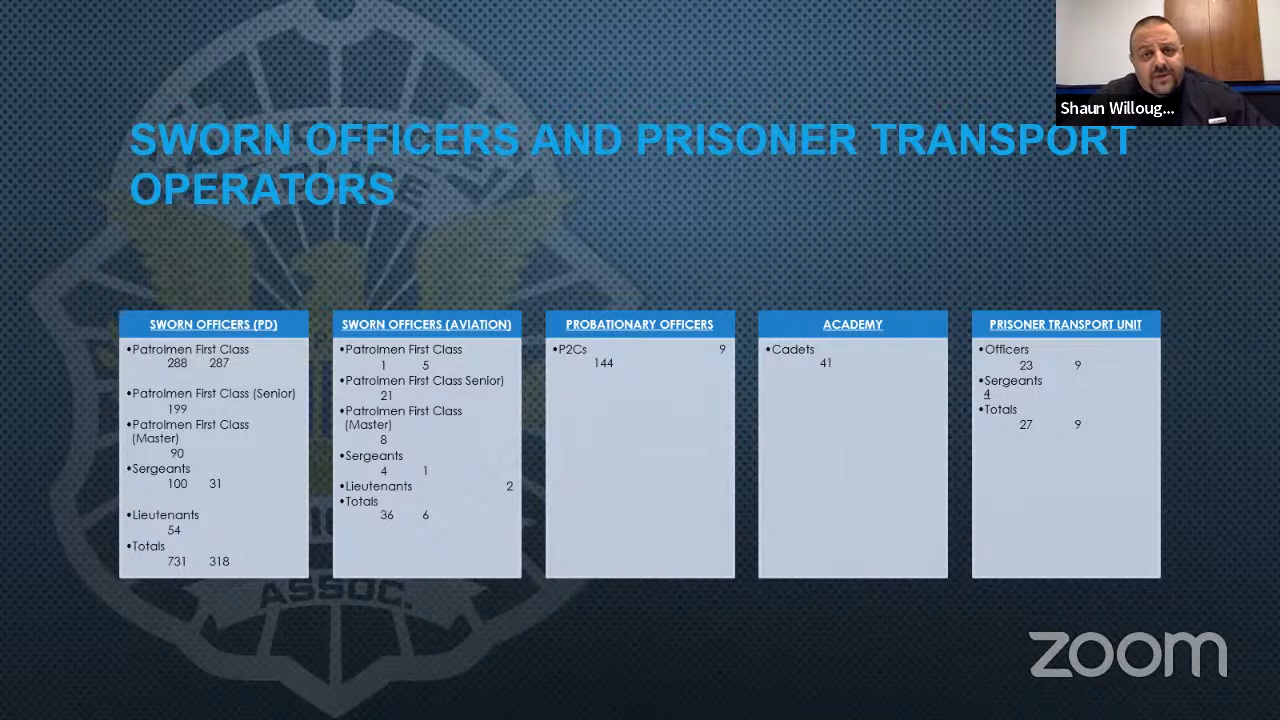 Shaun Willoug...
SWORN OFFICERS AND PRISONER TRANSPORT
OPERATORS
SWORN OFFICERS (PD)
•Patrolmen First Class
288 287
•Patrolmen First Class (Senior)
199
•Patrolmen First Class
(Master)
90
•Sergeants
100 31
•Lieutenants
54
•Totals
731 318
SWORN OFFICERS (AVIATION)
•Patrolmen First Class
1 5
•Patrolmen First Class Senior)
21
•Patrolmen First Class
(Master)
8
•Sergeants
4 1
•Lieutenants 2
•Totals
36 6
PROBATIONARY OFFICERS
•P2Cs 9
144
ACADEMY
•Cadets
41
PRISONER TRANSPORT UNIT
•Officers
23 9
•Sergeants
4
•Totals
27 9
ASSOC.
zoom